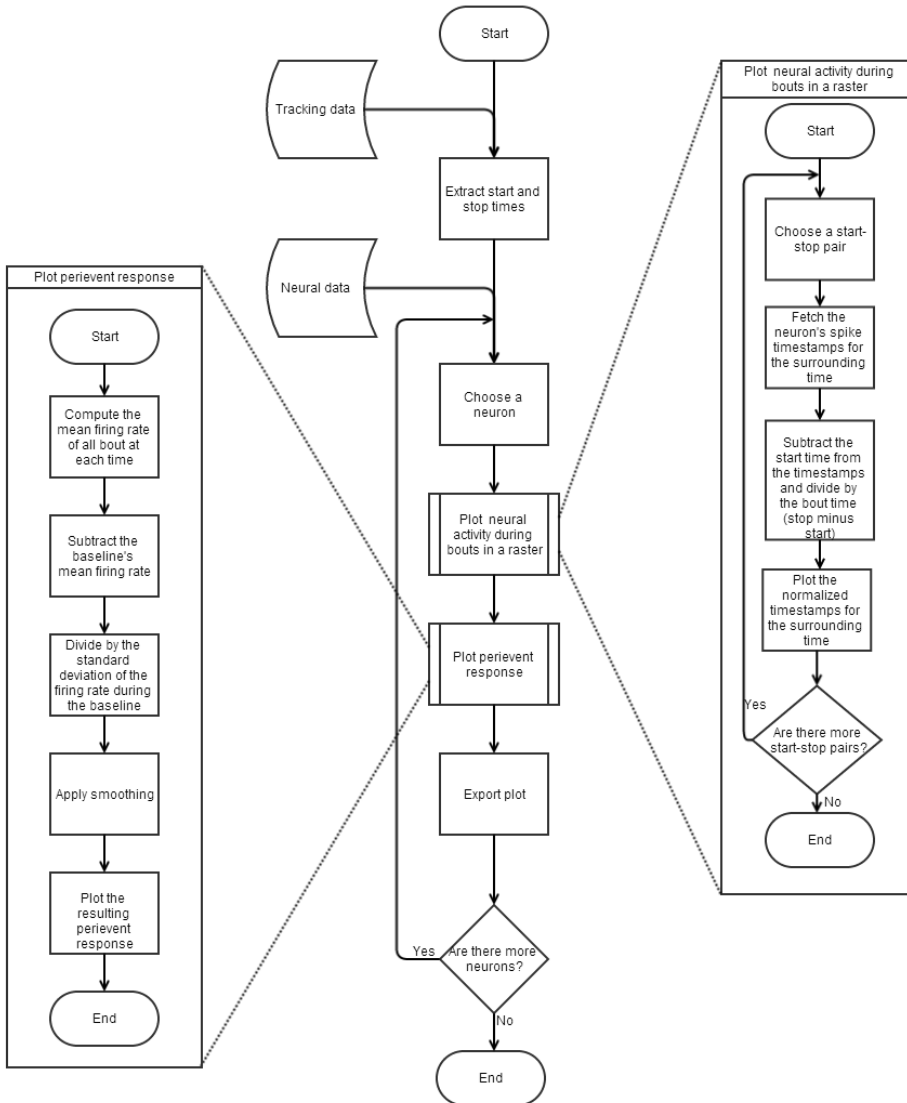 Start
Tracking data
Extract start and
stop times
Neural data
Choose a
neuron
Plot neural
activity during
bouts in a raster
Plot perievent
response
Export plot
Are there more
neurons?
Yes
No
End
Plot perievent response
Start
Compute the
mean firing rate
of all bout at
each time
Subtract the
baseline's
mean firing rate
Divide by the
standard
deviation of the
firing rate during
the baseline
Apply smoothing
Plot the
resulting
perievent
response
End
Plot neural activity during
bouts in a raster
Start
Choose a start-
stop pair
Fetch the
neuron's spike
timestamps for
the surrounding
time
Subtract the
start time from
the timestamps
and divide by
the bout time
(stop minus
start)
Plot the
normalized
timestamps for
the surrounding
time
Yes
Are there more
start-stop pairs?
No
End